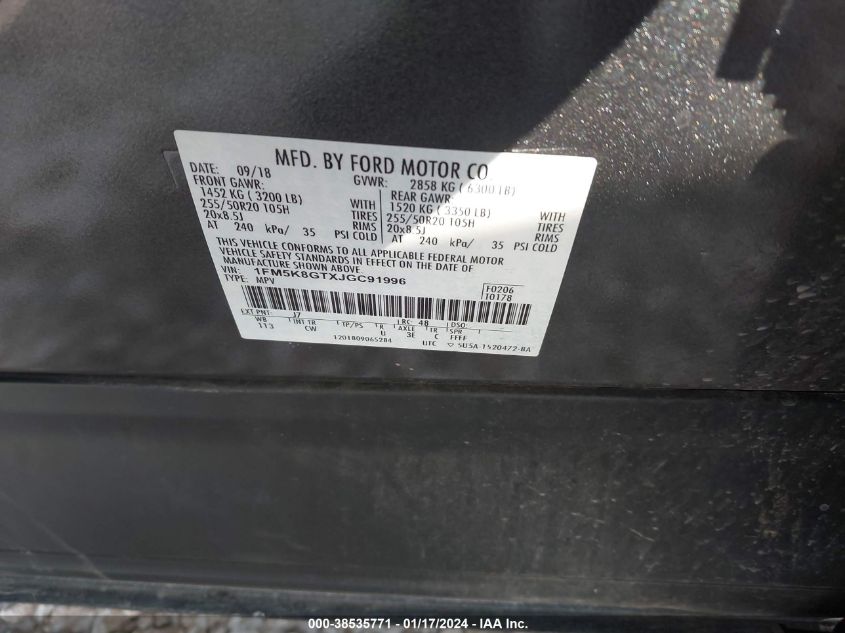 MFD. BY FORD MOTOR CO.
DATE: 09/18 GVWR: 2858 KG ( 6300 LB)
FRONT GAWR: REAR GAWR:
1452 KG ( 3200 LB) WITH 1520 KG ( 3350 LB) WITH
255/50R20 105H TIRES 255/50R20 105H TIRES
20x8.5J RIMS 20x8.5J RIMS
AT 240 kPa/ 35 PSI COLD AT 240 kPa/ 35 PSI COLD
THIS VEHICLE CONFORMS TO ALL APPLICABLE FEDERAL MOTOR
VEHICLE SAFETY STANDARDS IN EFFECT ON THE DATE OF
MANUFACTURE SHOWN ABOVE.
VIN: 1FM5K8GTXJGC91996
TYPE: MPV
F0206
T0178
EXT PNT: J7 LRC: 48 DSO:
WB INT TR TP/PS R AXLE TR SPR
113 CW U 3E C FFFF
1201809065284 UTC ▽ 5U5A-1520472-BA
000-38535771 - 01/17/2024 - IAA Inc.